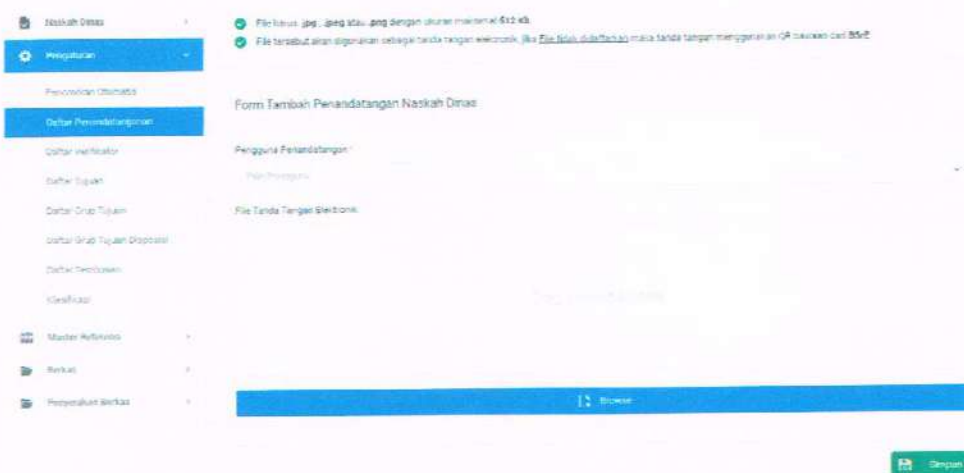 Naskah Dinas
Pengaturan
Penomoran Otomatis
Daftar Penandatanganan
Daftar Verifikator
Daftar Tujuan
Daftar Grup Tujuan
Daftar Grup Tujuan Disposisi
Daftar Tembusan
Klasifikasi
Master Referensi
Berkas
Penyerahan Berkas
File harus .jpg, .jpeg atau .png dengan ukuran maksimal 512 kb
File tersebut akan digunakan sebagai tanda tangan elektronik, jika File tidak didaftarkan maka tanda tangan menggunakan QR bawaan dari BSrE
Form Tambah Penandatangan Naskah Dinas
Pengguna Penandatangan *
Pilih Pengguna
File Tanda Tangan Elektronik
Browse
Simpan